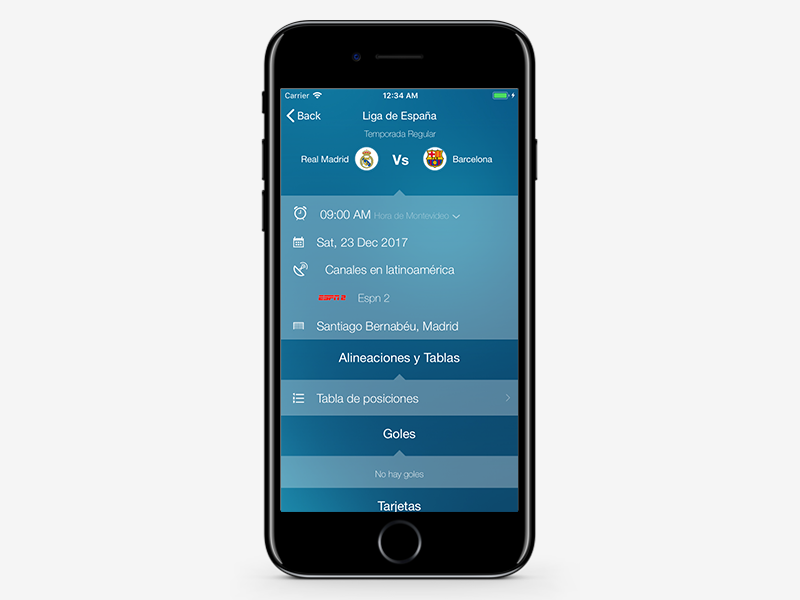 Carrier 12:34 AM
Back Liga de España
Temporada Regular
Real Madrid Vs Barcelona
09:00 AM Hora de Montevideo
Sat, 23 Dec 2017
Canales en latinoamérica
ESPN 2 Espn 2
Santiago Bernabéu, Madrid
Alineaciones y Tablas
Tabla de posiciones
Goles
No hay goles
Tarjetas